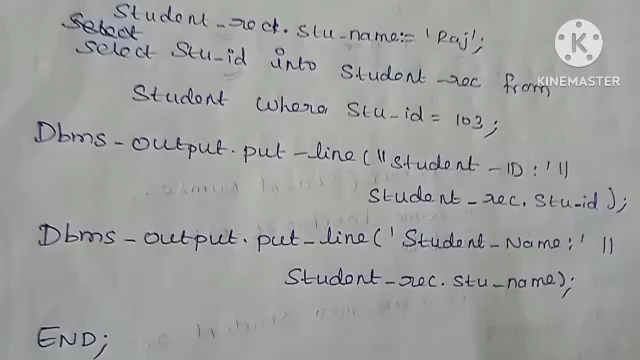 Student_rec.stu_name:= 'Raj';
Select
Select Stu_id into Student_rec from
Student where Stu_id = 103;
Dbms_output.put_line("Student_ID:'||
Student_rec.Stu_id);
Dbms_output.put_line('Student_Name:' ||
Student_rec.stu_name);
END;
K
KINEMASTER